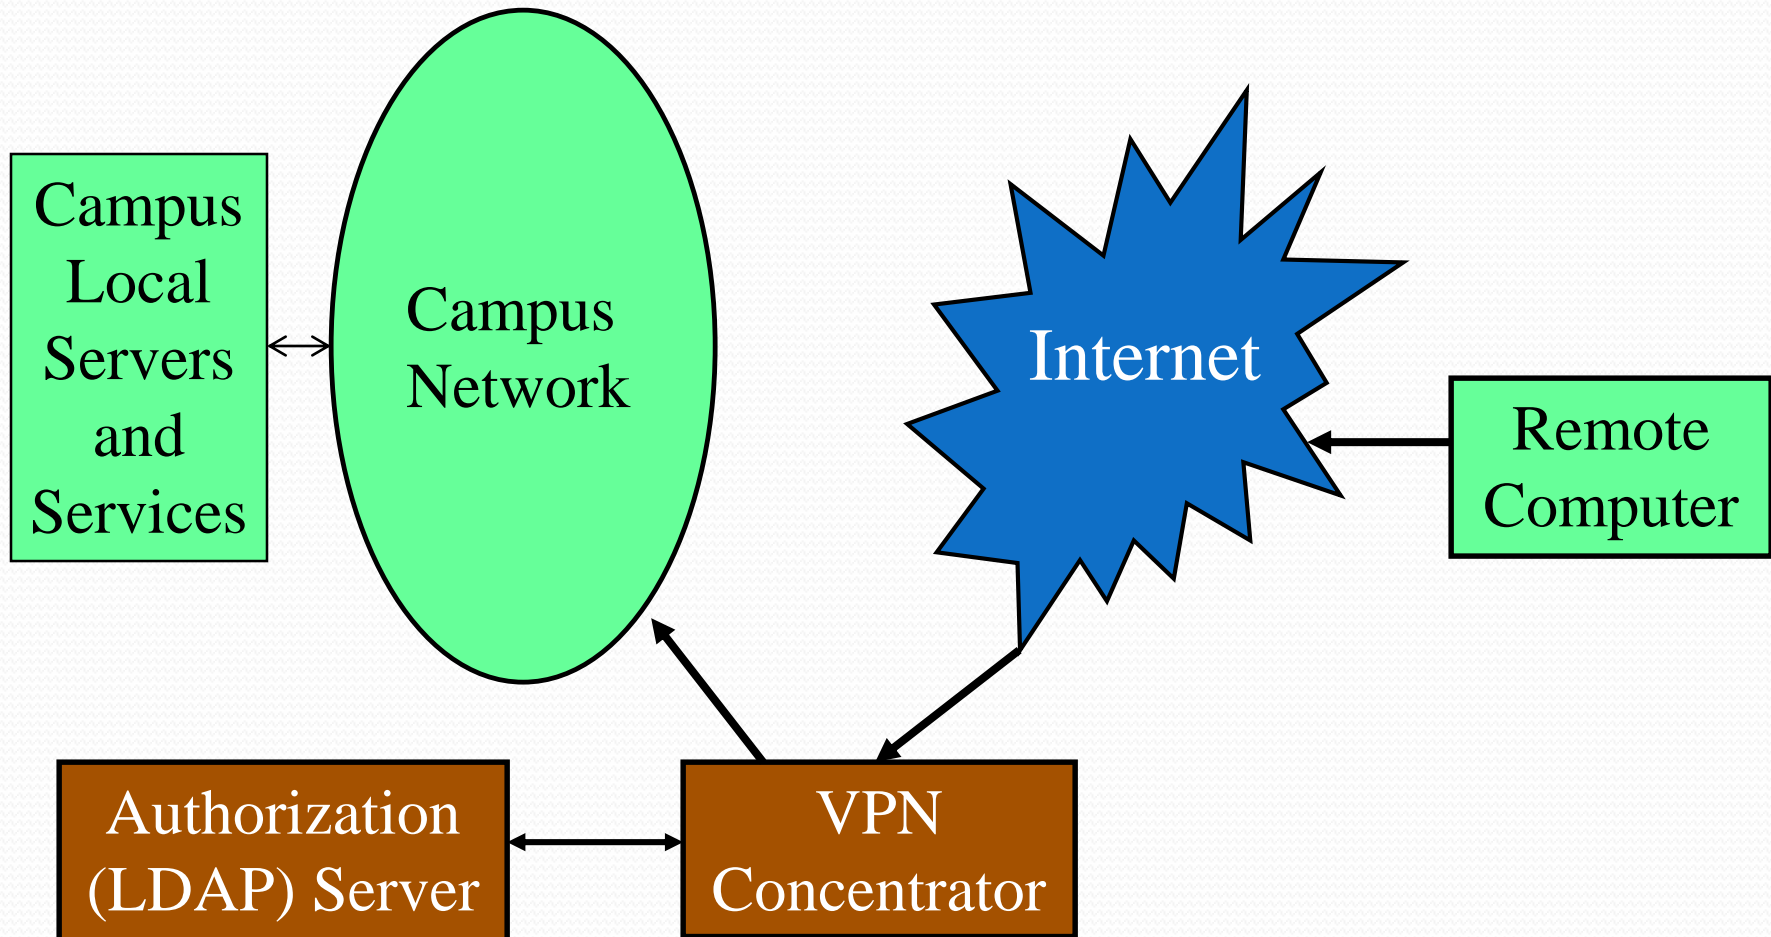 Campus
Local
Servers
and
Services
Campus
Network
Internet
Remote
Computer
Authorization
(LDAP) Server
VPN
Concentrator